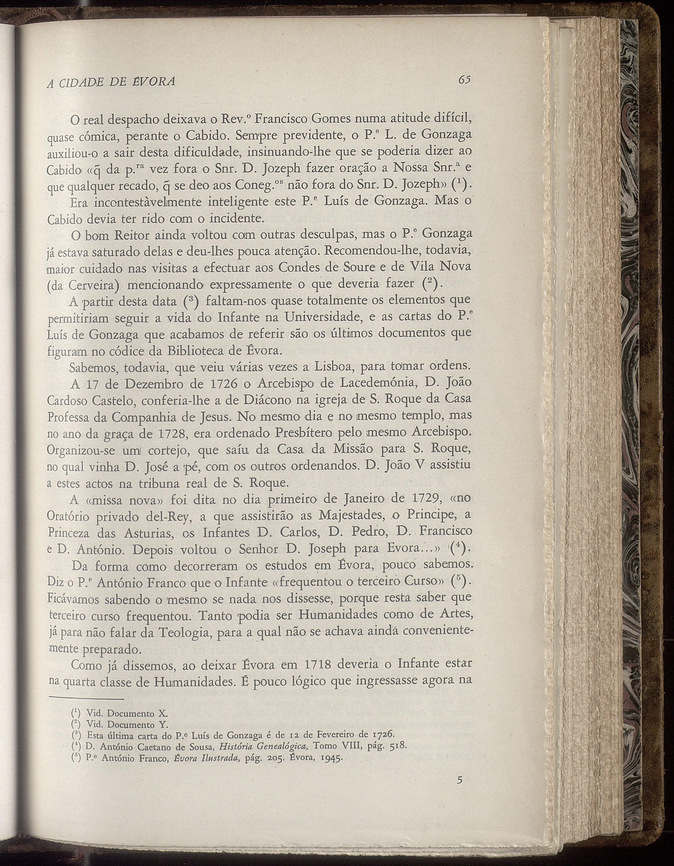 A CIDADE DE ÉVORA 65
O real despacho deixava o Rev.º Francisco Gomes numa atitude difícil,
quase cómica, perante o Cabido. Sempre previdente, o P.ᵉ L. de Gonzaga
auxiliou-o a sair desta dificuldade, insinuando-lhe que se poderia dizer ao
Cabido «q̃ da p.ʳᵃ vez fora o Snr. D. Jozeph fazer oração a Nossa Snr.ª e
que qualquer recado, q̃ se deo aos Coneg.ᵒˢ não fora do Snr. D. Jozeph» (¹).
Era incontestàvelmente inteligente este P.ᵉ Luís de Gonzaga. Mas o
Cabido devia ter rido com o incidente.
O bom Reitor ainda voltou com outras desculpas, mas o P.ᵉ Gonzaga
já estava saturado delas e deu-lhes pouca atenção. Recomendou-lhe, todavia,
maior cuidado nas visitas a efectuar aos Condes de Soure e de Vila Nova
(da Cerveira) mencionando expressamente o que deveria fazer (²).
A partir desta data (³) faltam-nos quase totalmente os elementos que
permitiriam seguir a vida do Infante na Universidade, e as cartas do P.ᵉ
Luís de Gonzaga que acabamos de referir são os últimos documentos que
figuram no códice da Biblioteca de Évora.
Sabemos, todavia, que veiu várias vezes a Lisboa, para tomar ordens.
A 17 de Dezembro de 1726 o Arcebispo de Lacedemónia, D. João
Cardoso Castelo, conferia-lhe a de Diácono na igreja de S. Roque da Casa
Professa da Companhia de Jesus. No mesmo dia e no mesmo templo, mas
no ano da graça de 1728, era ordenado Presbítero pelo mesmo Arcebispo.
Organizou-se um cortejo, que saíu da Casa da Missão para S. Roque,
no qual vinha D. José a pé, com os outros ordenandos. D. João V assistiu
a estes actos na tribuna real de S. Roque.
A «missa nova» foi dita no dia primeiro de Janeiro de 1729, «no
Oratório privado del-Rey, a que assistirão as Majestades, o Principe, a
Princeza das Asturias, os Infantes D. Carlos, D. Pedro, D. Francisco
e D. António. Depois voltou o Senhor D. Joseph para Evora...» (⁴).
Da forma como decorreram os estudos em Évora, pouco sabemos.
Diz o P.ᵉ António Franco que o Infante «frequentou o terceiro Curso» (⁵).
Ficávamos sabendo o mesmo se nada nos dissesse, porque resta saber que
terceiro curso frequentou. Tanto podia ser Humanidades como de Artes,
já para não falar da Teologia, para a qual não se achava ainda conveniente-
mente preparado.
Como já dissemos, ao deixar Évora em 1718 deveria o Infante estar
na quarta classe de Humanidades. É pouco lógico que ingressasse agora na
(¹) Vid. Documento X.
(²) Vid. Documento Y.
(³) Esta última carta do P.ᵉ Luís de Gonzaga é de 12 de Fevereiro de 1726.
(⁴) D. António Caetano de Sousa, História Genealógica, Tomo VIII, pág. 518.
(⁵) P.ᵉ António Franco, Évora Ilustrada, pág. 205. Évora, 1945.
5